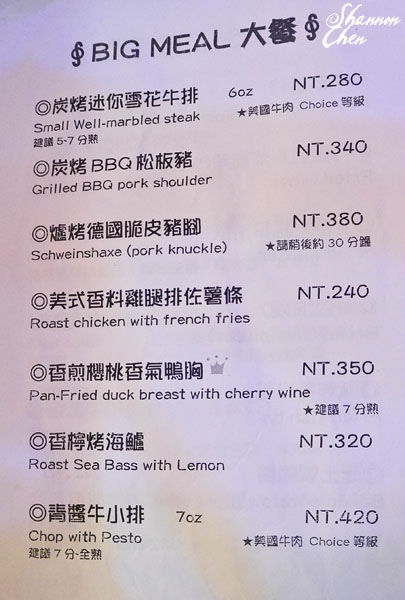 Shannon Chen
∮ BIG MEAL 大餐 ∮
◎炭烤迷你雪花牛排 6oz NT.280
Small Well-marbled steak ★美國牛肉 Choice 等級
建議 5-7 分熟
◎炭烤 BBQ 松板豬 NT.340
Grilled BBQ pork shoulder
◎爐烤德國脆皮豬腳 NT.380
Schweinshaxe (pork knuckle) ★請稍後約 30 分鐘
◎美式香料雞腿排佐薯條 NT.240
Roast chicken with french fries
◎香煎櫻桃香氣鴨胸 NT.350
Pan-Fried duck breast with cherry wine
★建議 7 分熟
◎香檸烤海鱸 NT.320
Roast Sea Bass with Lemon
◎青醬牛小排 7oz NT.420
Chop with Pesto ★美國牛肉 Choice 等級
建議 7 分-全熟